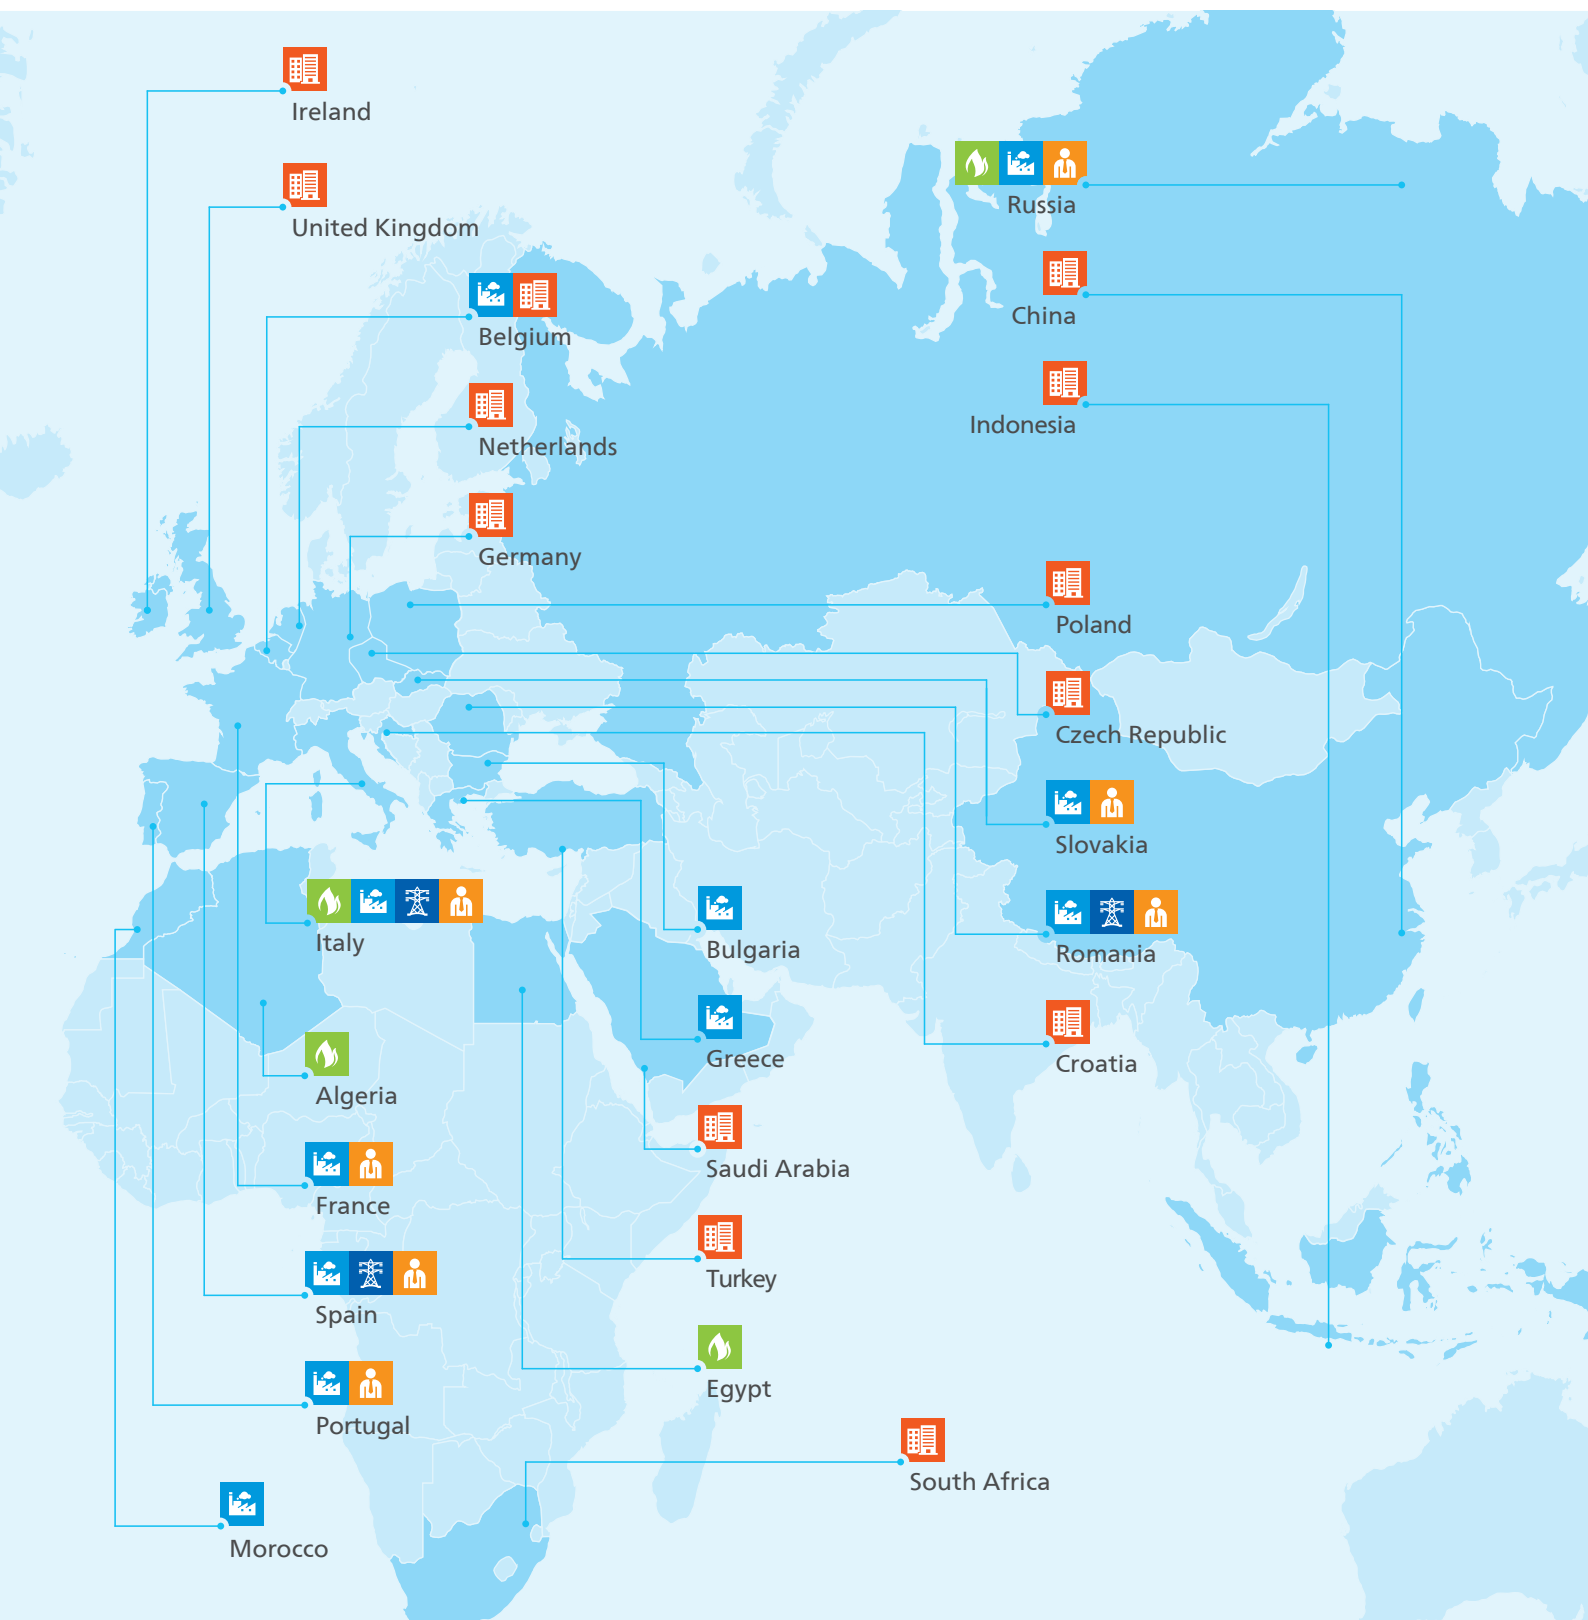 Ireland
United Kingdom
Russia
Belgium
China
Netherlands
Indonesia
Germany
Poland
Czech Republic
Slovakia
Italy
Bulgaria
Romania
Algeria
Greece
Croatia
France
Saudi Arabia
Spain
Turkey
Portugal
Egypt
South Africa
Morocco